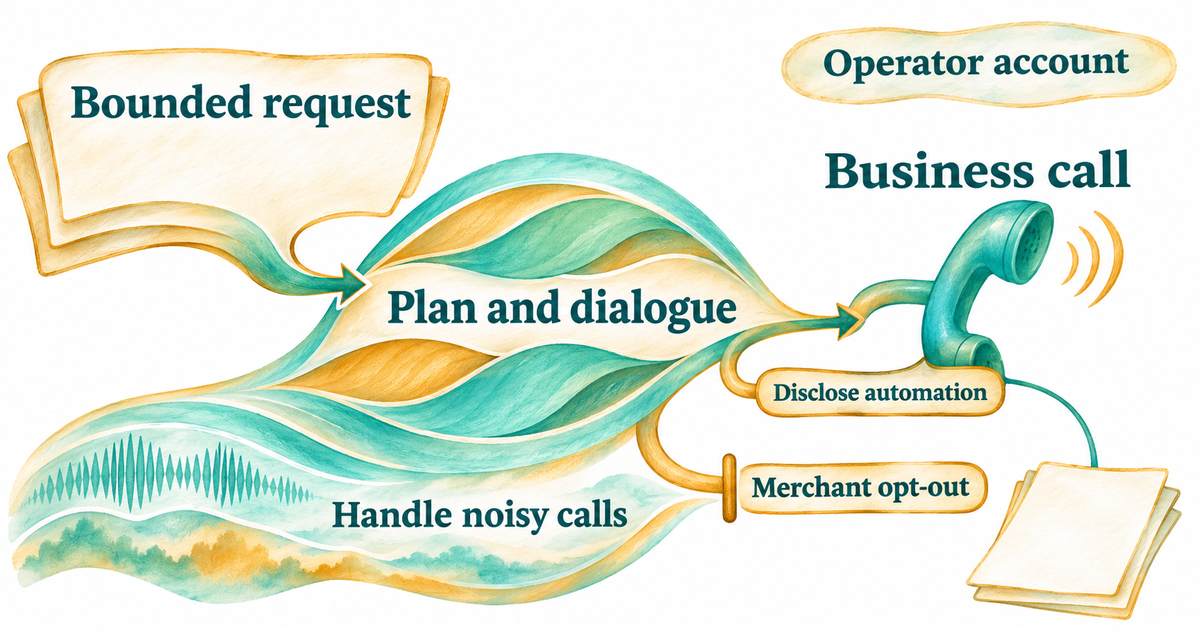 Bounded request
Operator account
Business call
Plan and dialogue
Disclose automation
Merchant opt-out
Handle noisy calls